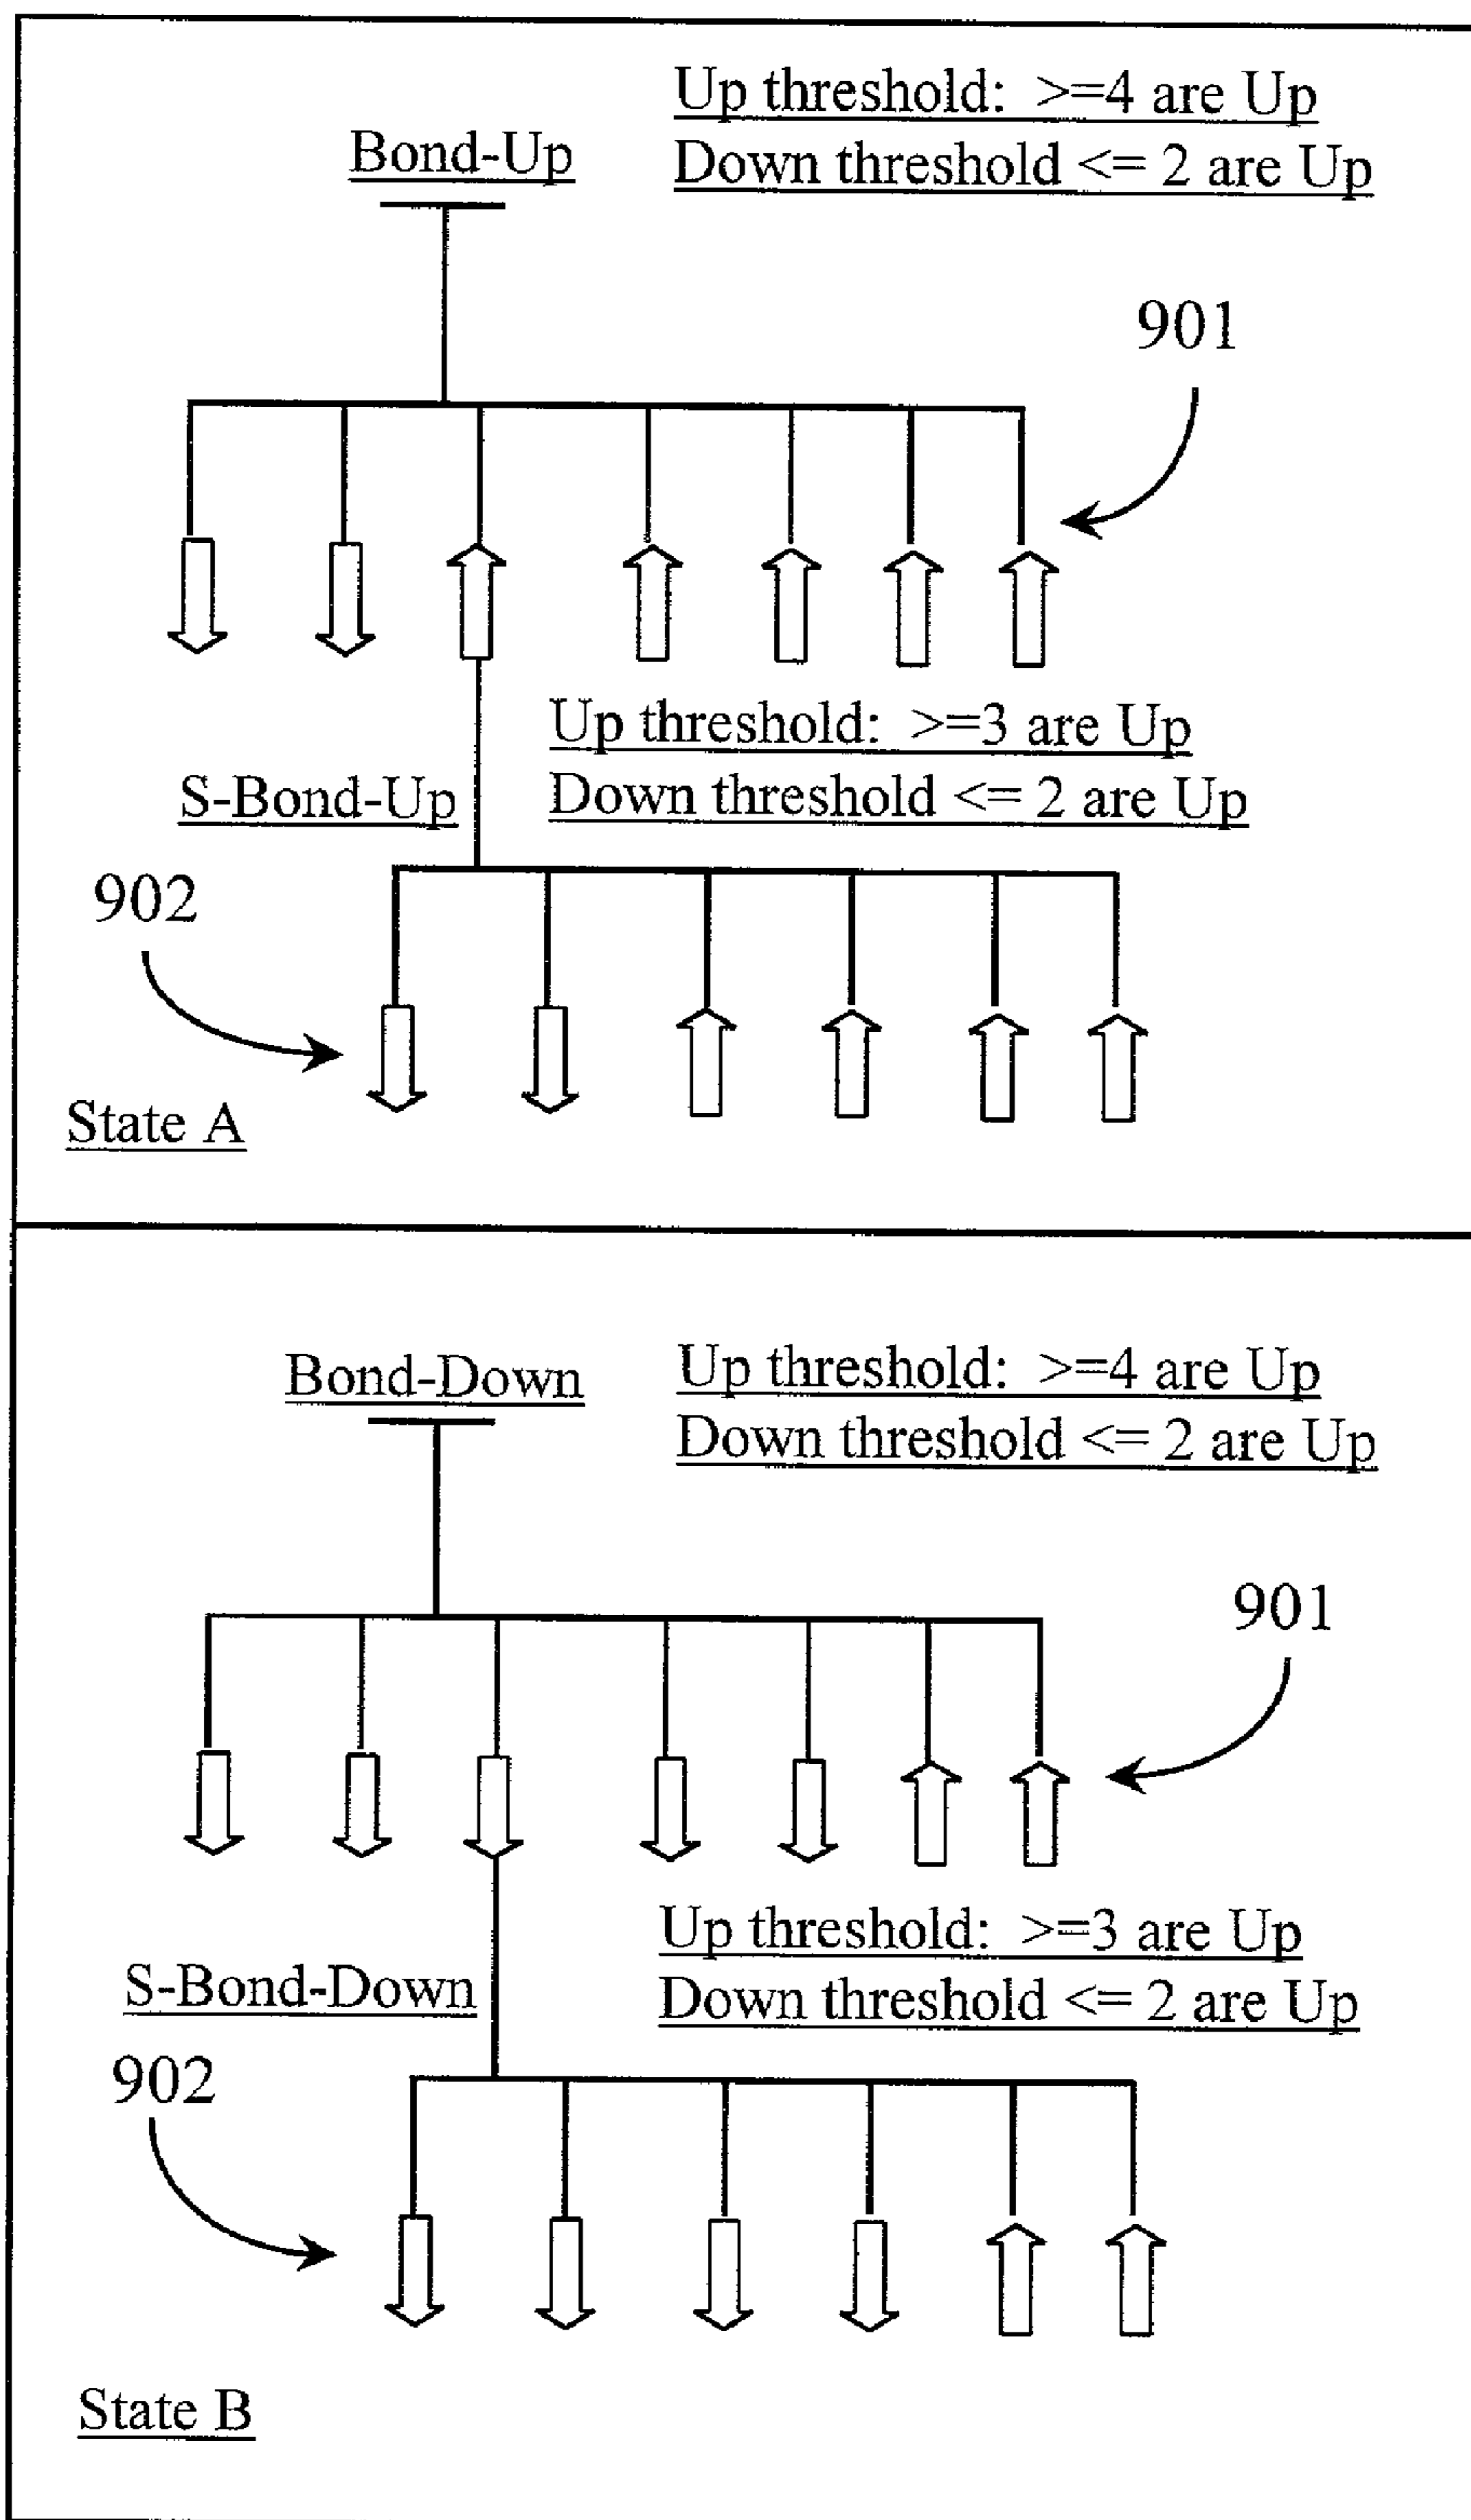 Up threshold: >=4 are Up
Bond-Up
Down threshold <= 2 are Up
901
Up threshold: >=3 are Up
S-Bond-Up
Down threshold <= 2 are Up
902
State A
Bond-Down
Up threshold: >=4 are Up
Down threshold <= 2 are Up
901
Up threshold: >=3 are Up
S-Bond-Down
Down threshold <= 2 are Up
902
State B